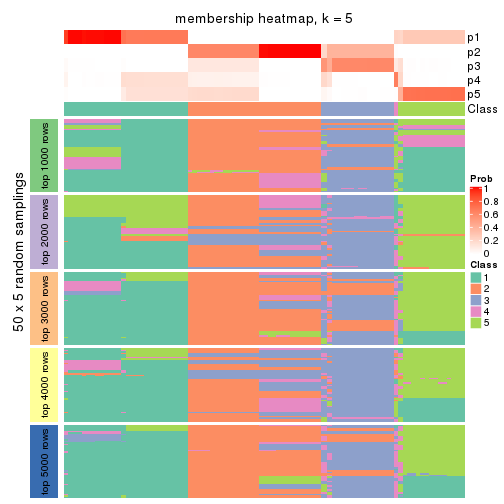 membership heatmap, k = 5
p1
p2
p3
p4
p5
Class
50 x 5 random samplings
top 1000 rows
top 2000 rows
top 3000 rows
top 4000 rows
top 5000 rows
Prob
1
0.8
0.6
0.4
0.2
0
Class
1
2
3
4
5